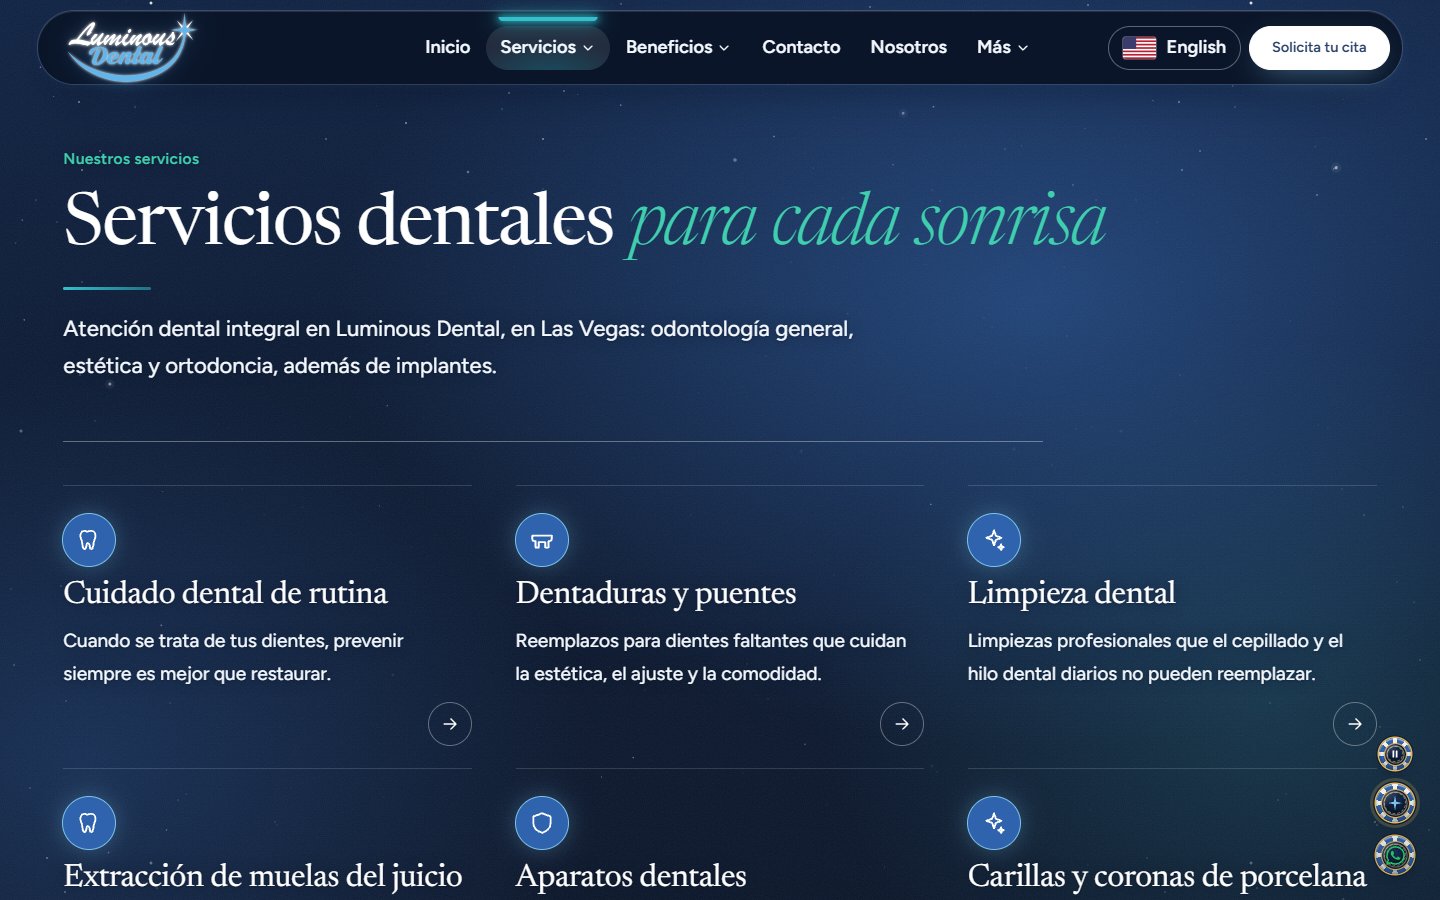 Luminous
Dental
Inicio
Servicios
Beneficios
Contacto
Nosotros
Más
English
Solicita tu cita
Nuestros servicios
Servicios dentales para cada sonrisa
Atención dental integral en Luminous Dental, en Las Vegas: odontología general,
estética y ortodoncia, además de implantes.
Cuidado dental de rutina
Cuando se trata de tus dientes, prevenir
siempre es mejor que restaurar.
Dentaduras y puentes
Reemplazos para dientes faltantes que cuidan
la estética, el ajuste y la comodidad.
Limpieza dental
Limpiezas profesionales que el cepillado y el
hilo dental diarios no pueden reemplazar.
Extracción de muelas del juicio
Aparatos dentales
Carillas y coronas de porcelana